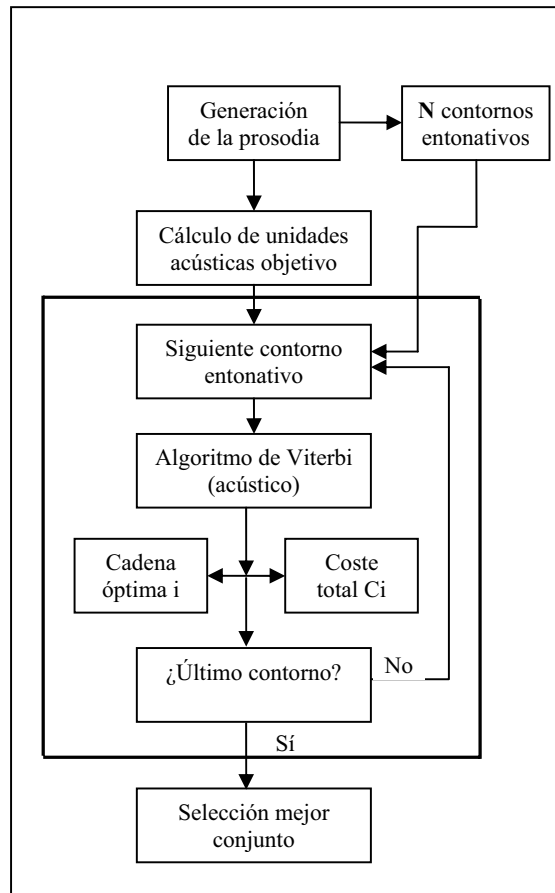 Generación
de la prosodia
N contornos
entonativos
Cálculo de unidades
acústicas objetivo
Siguiente contorno
entonativo
Algoritmo de Viterbi
(acústico)
Cadena
óptima i
Coste
total Ci
¿Último contorno?
No
Sí
Selección mejor
conjunto